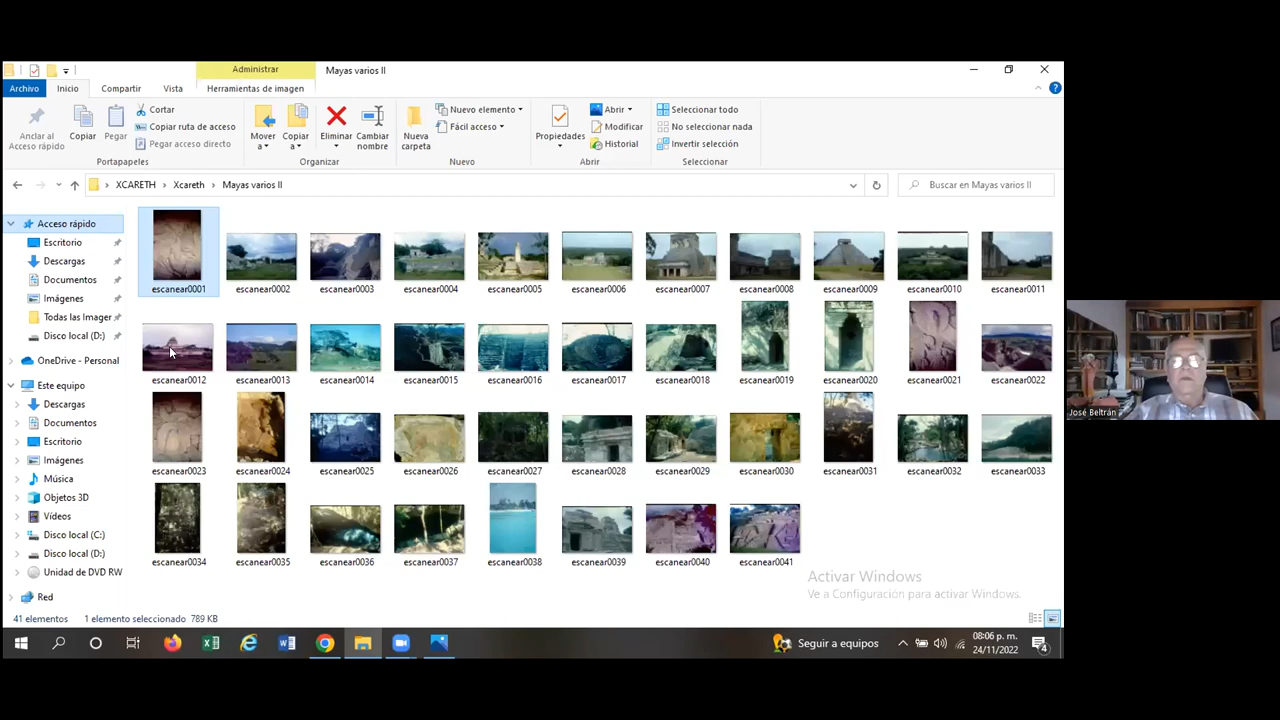 Administrar
Mayas varios II
Archivo
Inicio
Compartir
Vista
Herramientas de imagen
Anclar al
Acceso rápido
Copiar
Pegar
Cortar
Copiar ruta de acceso
Pegar acceso directo
Portapapeles
Mover
a
Copiar
a
Eliminar
Cambiar
nombre
Organizar
Nueva
carpeta
Nuevo elemento
Fácil acceso
Nuevo
Propiedades
Abrir
Modificar
Historial
Abrir
Seleccionar todo
No seleccionar nada
Invertir selección
Seleccionar
XCARETH > Xcareth > Mayas varios II
Buscar en Mayas varios II
Acceso rápido
Escritorio
Descargas
Documentos
Imágenes
Todas las Imager
Disco local (D:)
OneDrive - Personal
Este equipo
Descargas
Documentos
Escritorio
Imágenes
Música
Objetos 3D
Vídeos
Disco local (C:)
Disco local (D:)
Unidad de DVD RW
Red
escanear0001 escanear0002 escanear0003 escanear0004 escanear0005 escanear0006 escanear0007 escanear0008 escanear0009 escanear0010 escanear0011
escanear0012 escanear0013 escanear0014 escanear0015 escanear0016 escanear0017 escanear0018 escanear0019 escanear0020 escanear0021 escanear0022
escanear0023 escanear0024 escanear0025 escanear0026 escanear0027 escanear0028 escanear0029 escanear0030 escanear0031 escanear0032 escanear0033
escanear0034 escanear0035 escanear0036 escanear0037 escanear0038 escanear0039 escanear0040 escanear0041
Activar Windows
Ve a Configuración para activar Windows.
41 elementos
1 elemento seleccionado 789 KB
Seguir a equipos
08:06 p. m.
24/11/2022
4
José Beltrán